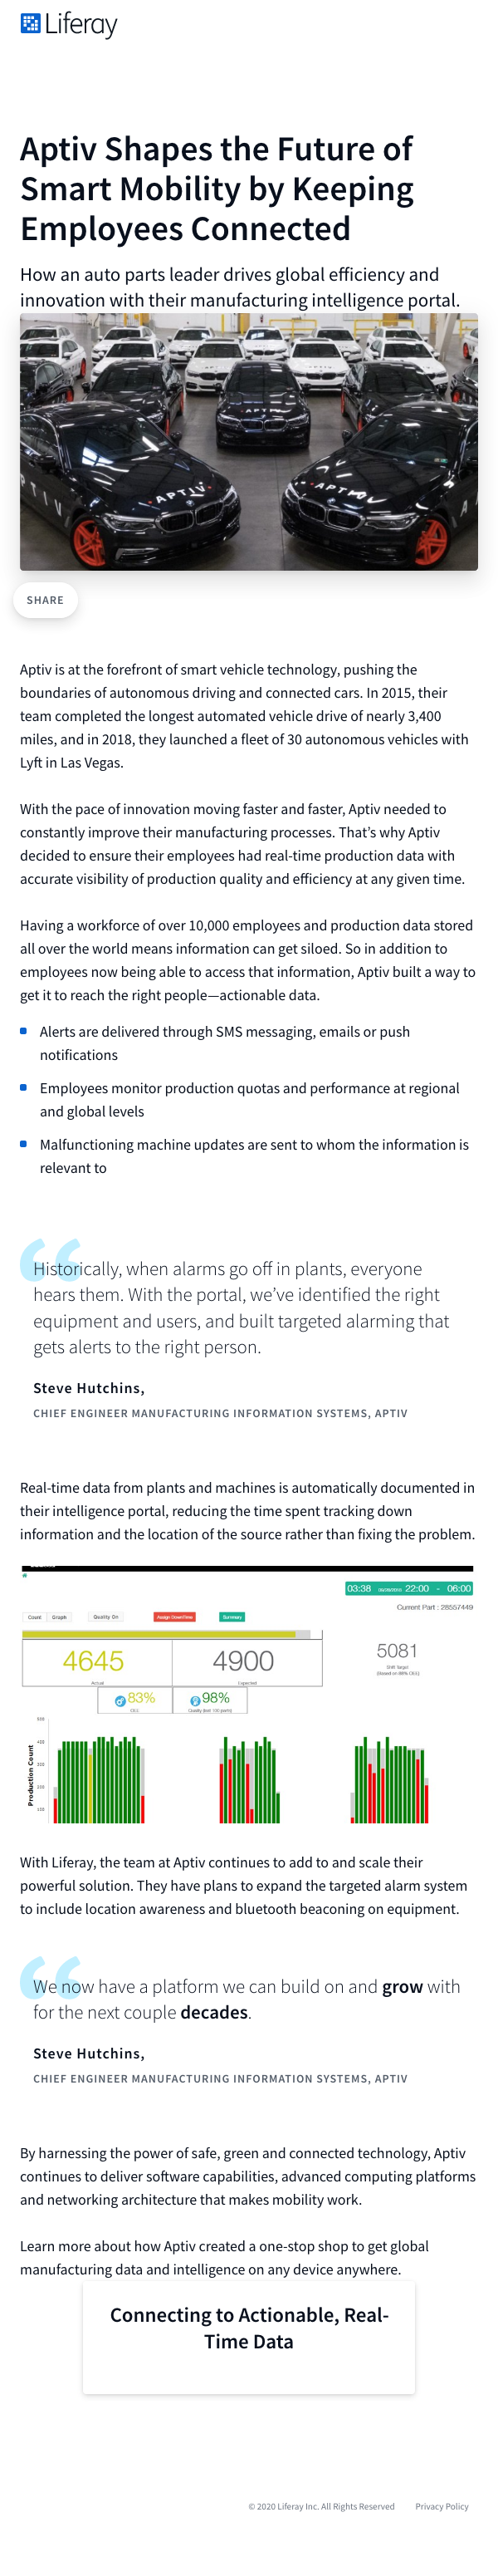 Liferay
Aptiv Shapes the Future of
Smart Mobility by Keeping
Employees Connected
How an auto parts leader drives global efficiency and
innovation with their manufacturing intelligence portal.
APTIV
APTIV
SHARE
Aptiv is at the forefront of smart vehicle technology, pushing the
boundaries of autonomous driving and connected cars. In 2015, their
team completed the longest automated vehicle drive of nearly 3,400
miles, and in 2018, they launched a fleet of 30 autonomous vehicles with
Lyft in Las Vegas.
With the pace of innovation moving faster and faster, Aptiv needed to
constantly improve their manufacturing processes. That’s why Aptiv
decided to ensure their employees had real-time production data with
accurate visibility of production quality and efficiency at any given time.
Having a workforce of over 10,000 employees and production data stored
all over the world means information can get siloed. So in addition to
employees now being able to access that information, Aptiv built a way to
get it to reach the right people—actionable data.
Alerts are delivered through SMS messaging, emails or push
notifications
Employees monitor production quotas and performance at regional
and global levels
Malfunctioning machine updates are sent to whom the information is
relevant to
Historically, when alarms go off in plants, everyone
hears them. With the portal, we’ve identified the right
equipment and users, and built targeted alarming that
gets alerts to the right person.
Steve Hutchins,
CHIEF ENGINEER MANUFACTURING INFORMATION SYSTEMS, APTIV
Real-time data from plants and machines is automatically documented in
their intelligence portal, reducing the time spent tracking down
information and the location of the source rather than fixing the problem.
03:38 22:00 - 06:00
Current Part : 28557449
Count Graph Quality On Assign Downtime Summary
4645 4900 5081
Actual Expected Shift Target
83% 98%
OEE
Production Count
500
400
300
200
100
With Liferay, the team at Aptiv continues to add to and scale their
powerful solution. They have plans to expand the targeted alarm system
to include location awareness and bluetooth beaconing on equipment.
We now have a platform we can build on and grow with
for the next couple decades.
Steve Hutchins,
CHIEF ENGINEER MANUFACTURING INFORMATION SYSTEMS, APTIV
By harnessing the power of safe, green and connected technology, Aptiv
continues to deliver software capabilities, advanced computing platforms
and networking architecture that makes mobility work.
Learn more about how Aptiv created a one-stop shop to get global
manufacturing data and intelligence on any device anywhere.
Connecting to Actionable, Real-
Time Data
© 2020 Liferay Inc. All Rights Reserved Privacy Policy